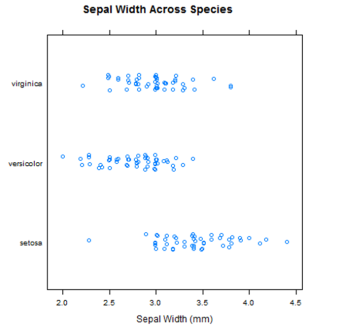 Sepal Width Across Species
virginica
versicolor
setosa
2.0 2.5 3.0 3.5 4.0 4.5
Sepal Width (mm)